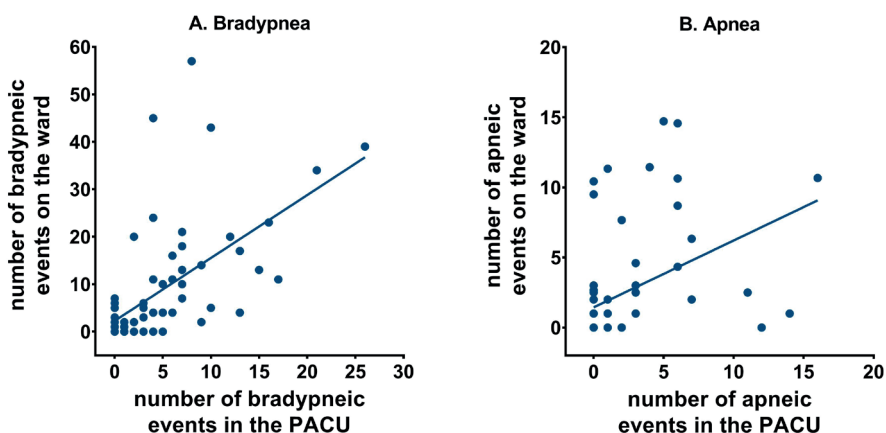 A. Bradypnea
number of bradypneic
events on the ward
60
50
40
30
20
10
0
0 5 10 15 20 25 30
number of bradypneic
events in the PACU
B. Apnea
number of apneic
events on the ward
20
15
10
5
0
0 5 10 15 20
number of apneic
events in the PACU